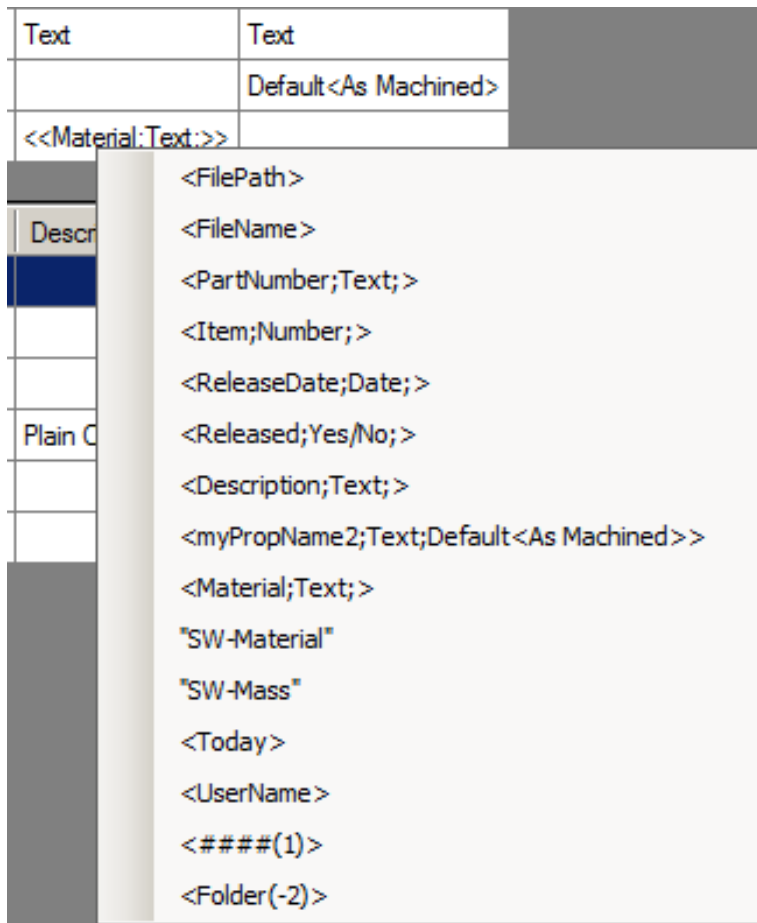 Text Text
Default<As Machined>
<<Material;Text;>>
<FilePath>
Descr <FileName>
<PartNumber;Text;>
<Item;Number;>
<ReleaseDate;Date;>
Plain C <Released;Yes/No;>
<Description;Text;>
<myPropName2;Text;Default<As Machined>>
<Material;Text;>
"SW-Material"
"SW-Mass"
<Today>
<UserName>
<####(1)>
<Folder(-2)>